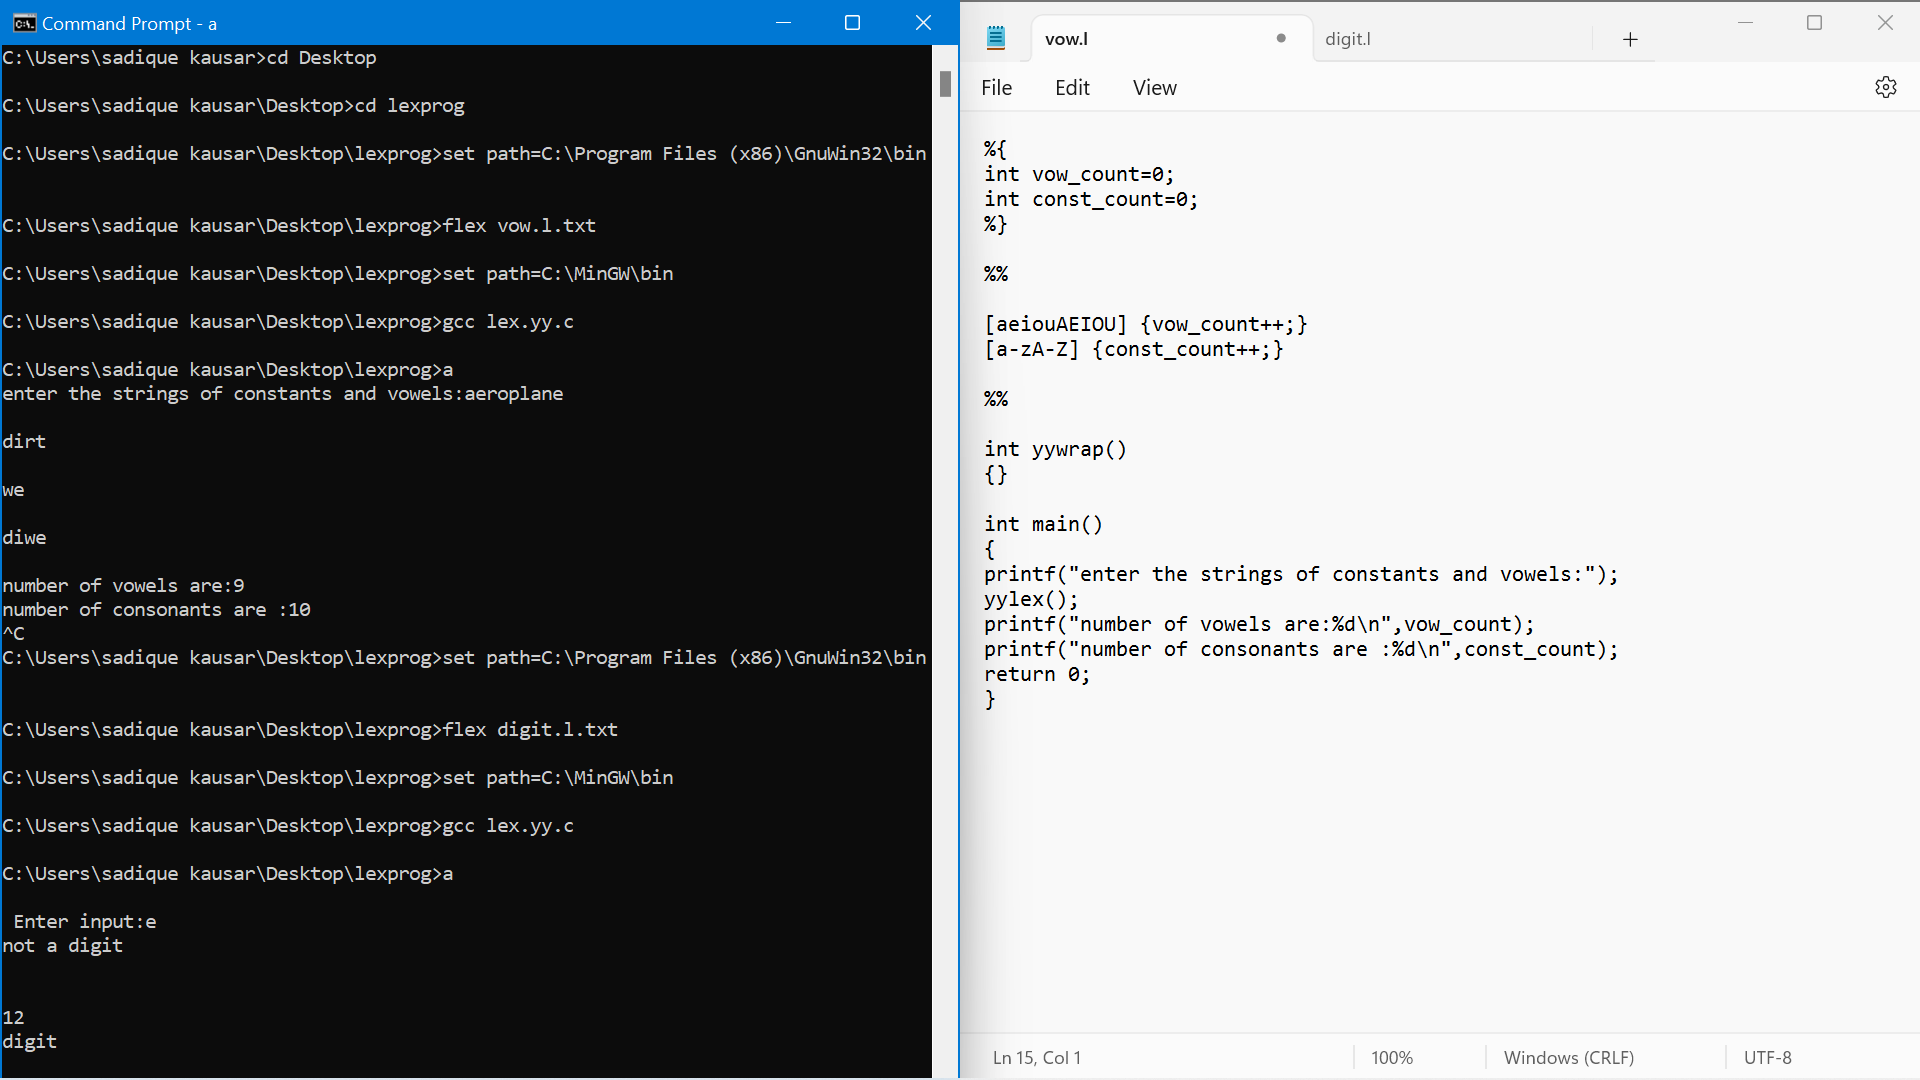 Command Prompt - a
C:\Users\sadique kausar>cd Desktop
C:\Users\sadique kausar\Desktop>cd lexprog
C:\Users\sadique kausar\Desktop\lexprog>set path=C:\Program Files (x86)\GnuWin32\bin
C:\Users\sadique kausar\Desktop\lexprog>flex vow.l.txt
C:\Users\sadique kausar\Desktop\lexprog>set path=C:\MinGW\bin
C:\Users\sadique kausar\Desktop\lexprog>gcc lex.yy.c
C:\Users\sadique kausar\Desktop\lexprog>a
enter the strings of constants and vowels:aeroplane
dirt
we
diwe
number of vowels are:9
number of consonants are :10
^C
C:\Users\sadique kausar\Desktop\lexprog>set path=C:\Program Files (x86)\GnuWin32\bin
C:\Users\sadique kausar\Desktop\lexprog>flex digit.l.txt
C:\Users\sadique kausar\Desktop\lexprog>set path=C:\MinGW\bin
C:\Users\sadique kausar\Desktop\lexprog>gcc lex.yy.c
C:\Users\sadique kausar\Desktop\lexprog>a
Enter input:e
not a digit
12
digit
vow.l digit.l
File Edit View
%{
int vow_count=0;
int const_count=0;
%}
%%
[aeiouAEIOU] {vow_count++;}
[a-zA-Z] {const_count++;}
%%
int yywrap()
{}
int main()
{
printf("enter the strings of constants and vowels:");
yylex();
printf("number of vowels are:%d\n",vow_count);
printf("number of consonants are :%d\n",const_count);
return 0;
}
Ln 15, Col 1 100% Windows (CRLF) UTF-8